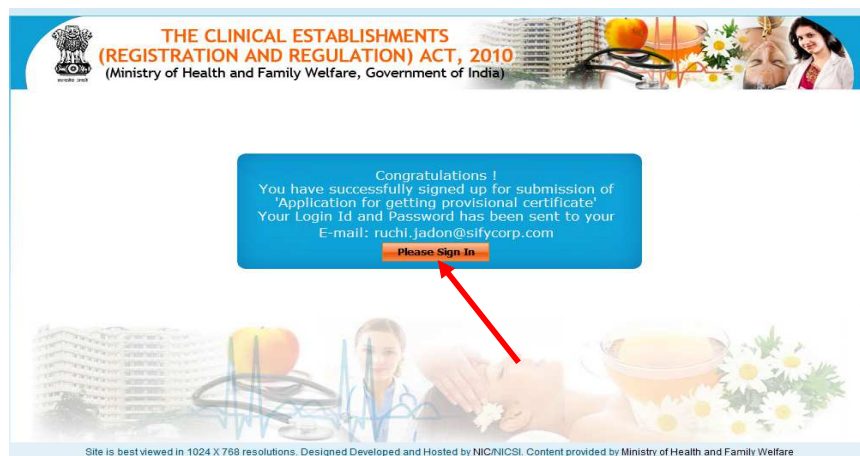 THE CLINICAL ESTABLISHMENTS
(REGISTRATION AND REGULATION) ACT, 2010
(Ministry of Health and Family Welfare, Government of India)
सत्यमेव जयते
Congratulations !
You have successfully signed up for submission of
'Application for getting provisional certificate'
Your Login Id and Password has been sent to your
E-mail: ruchi.jadon@sifycorp.com
Please Sign In
Site is best viewed in 1024 X 768 resolutions. Designed Developed and Hosted by NIC/NICSI. Content provided by Ministry of Health and Family Welfare